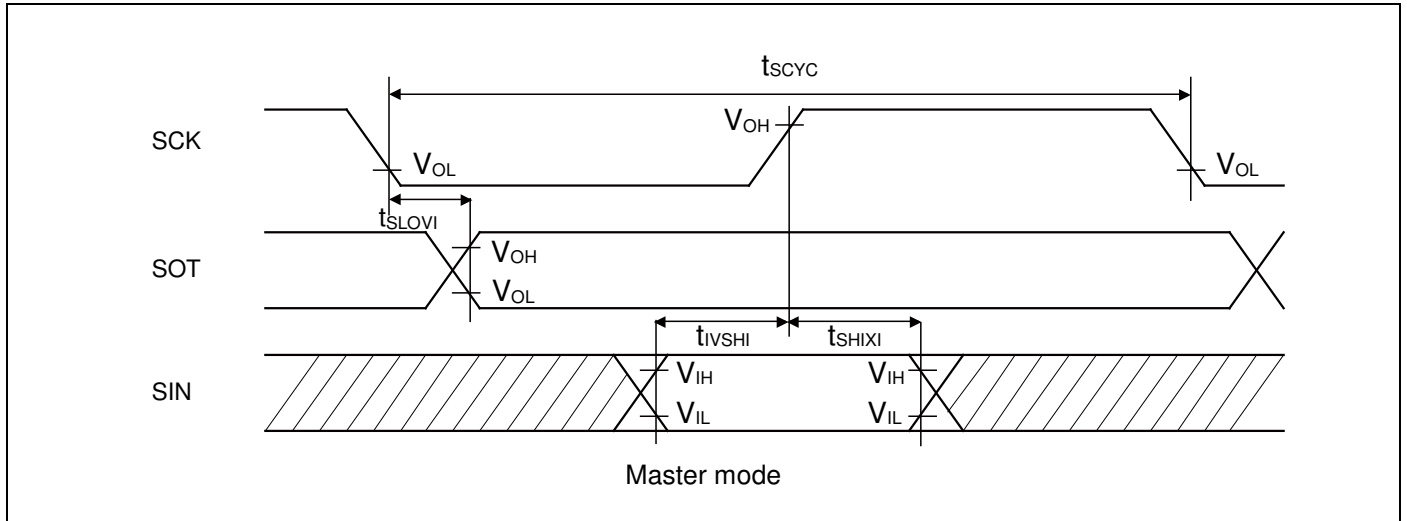 tSCYC
SCK
VOH
VOL
VOL
tSLOVI
SOT
VOH
VOL
tIVSHI
tSHIXI
SIN
VIH
VIH
VIL
VIL
Master mode